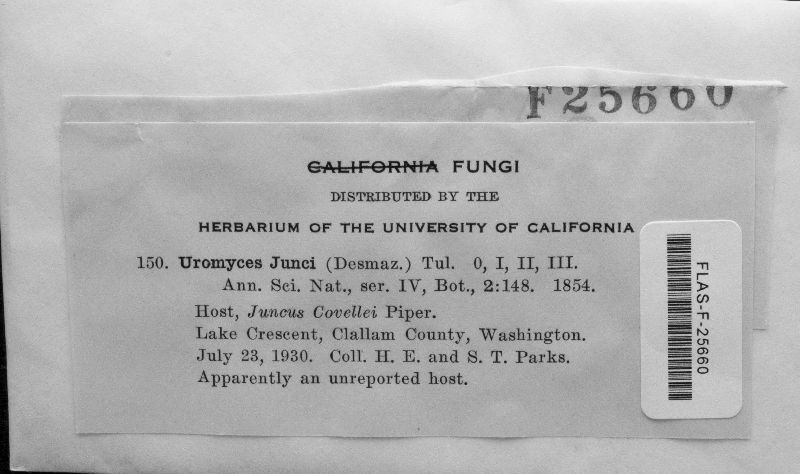 F25660
CALIFORNIA FUNGI
DISTRIBUTED BY THE
HERBARIUM OF THE UNIVERSITY OF CALIFORNIA
150. Uromyces Junci (Desmaz.) Tul. 0, I, II, III.
Ann. Sci. Nat., ser. IV, Bot., 2:148. 1854.
Host, Juncus Covellei Piper.
Lake Crescent, Clallam County, Washington.
July 23, 1930. Coll. H. E. and S. T. Parks.
Apparently an unreported host.
FLAS-F-25660